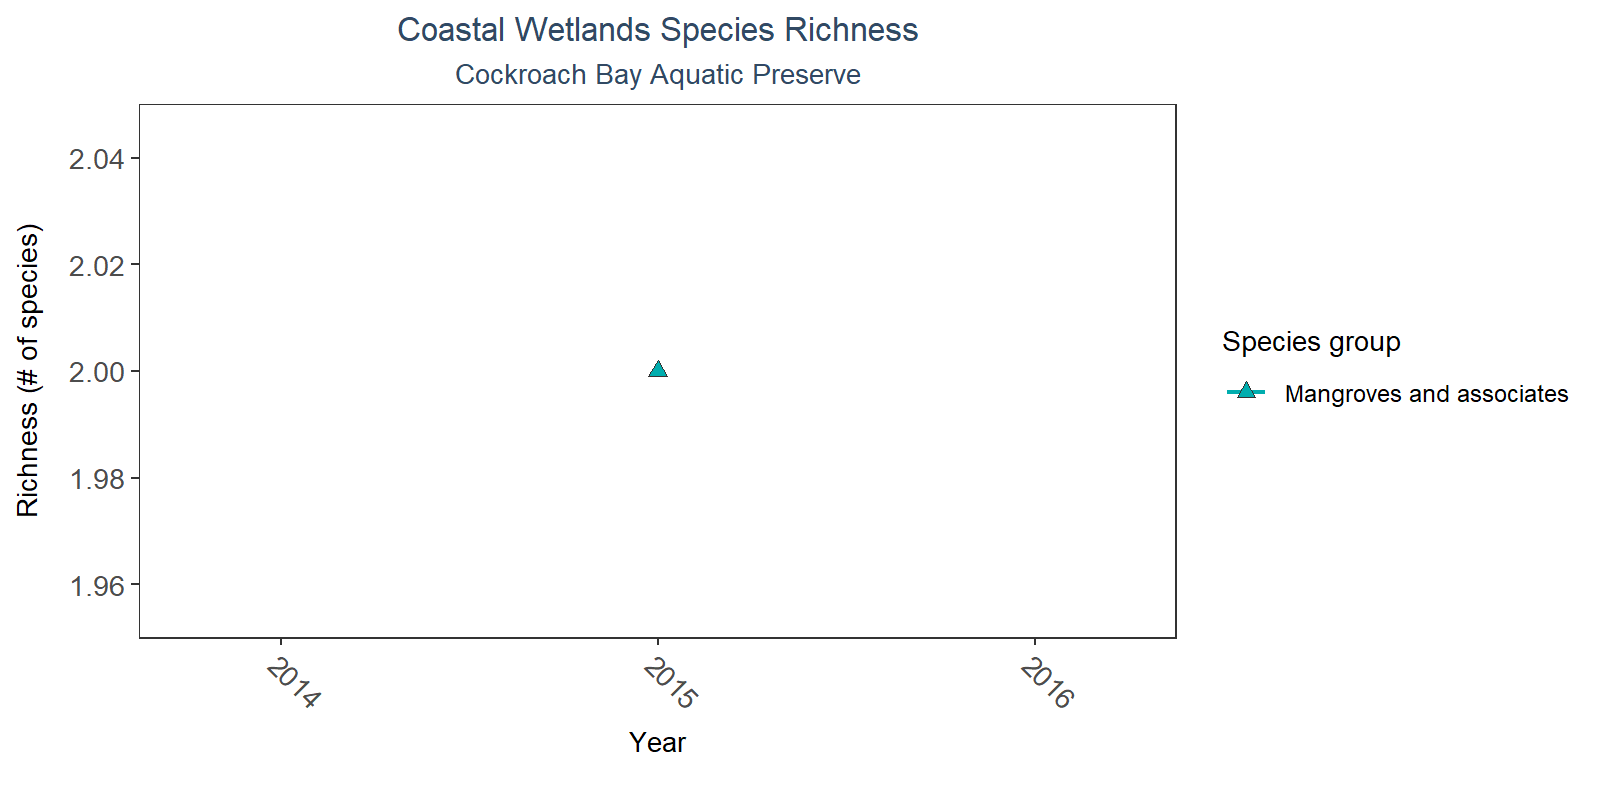 Coastal Wetlands Species Richness
Cockroach Bay Aquatic Preserve
Richness (# of species)
2.04
2.02
2.00
1.98
1.96
2014
2015
2016
Year
Species group
Mangroves and associates